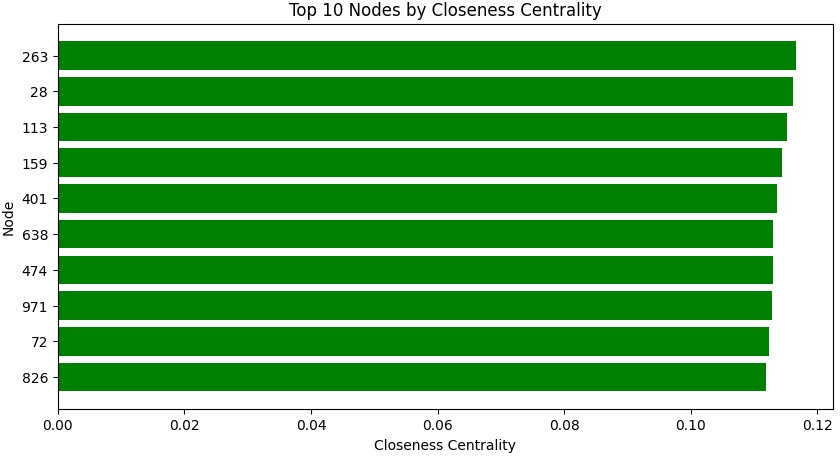 Top 10 Nodes by Closeness Centrality
263
28
113
159
401
638
474
971
72
826
Node
0.00 0.02 0.04 0.06 0.08 0.10 0.12
Closeness Centrality